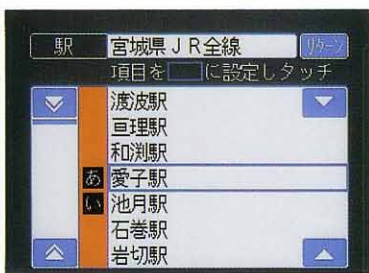 駅 宮城県JR全線 リターン
項目を に設定しタッチ
渡波駅
亘理駅
和渕駅
あ 愛子駅
い 池月駅
石巻駅
岩切駅